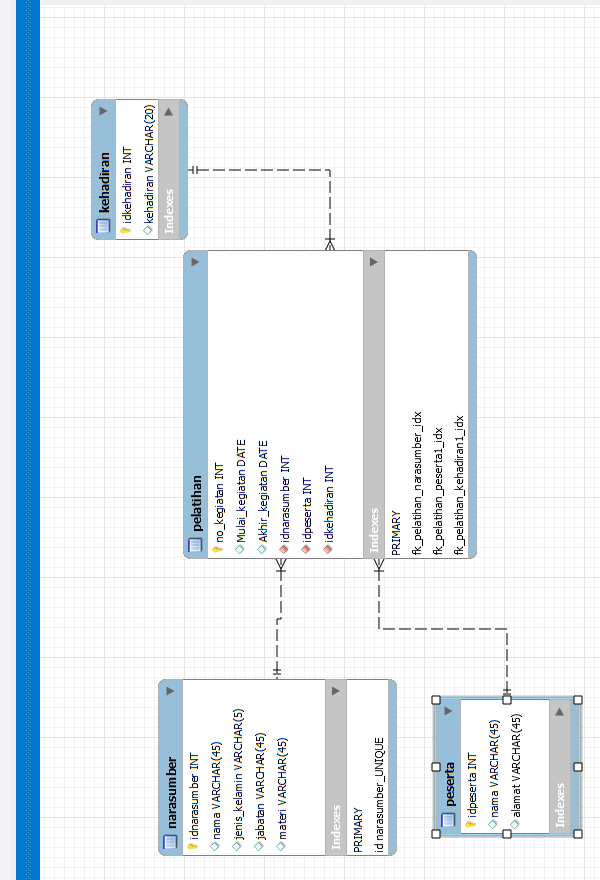 kehadiran
idkehadiran INT
kehadiran VARCHAR(20)
Indexes
pelatihan
no_kegiatan INT
Mulai_kegiatan DATE
Akhir_kegiatan DATE
idnarasumber INT
idpeserta INT
idkehadiran INT
Indexes
PRIMARY
fk_pelatihan_narasumber_idx
fk_pelatihan_peserta1_idx
fk_pelatihan_kehadiran1_idx
narasumber
idnarasumber INT
nama VARCHAR(45)
jenis_kelamin VARCHAR(5)
jabatan VARCHAR(45)
materi VARCHAR(45)
Indexes
PRIMARY
id narasumber_UNIQUE
peserta
idpeserta INT
nama VARCHAR(45)
alamat VARCHAR(45)
Indexes